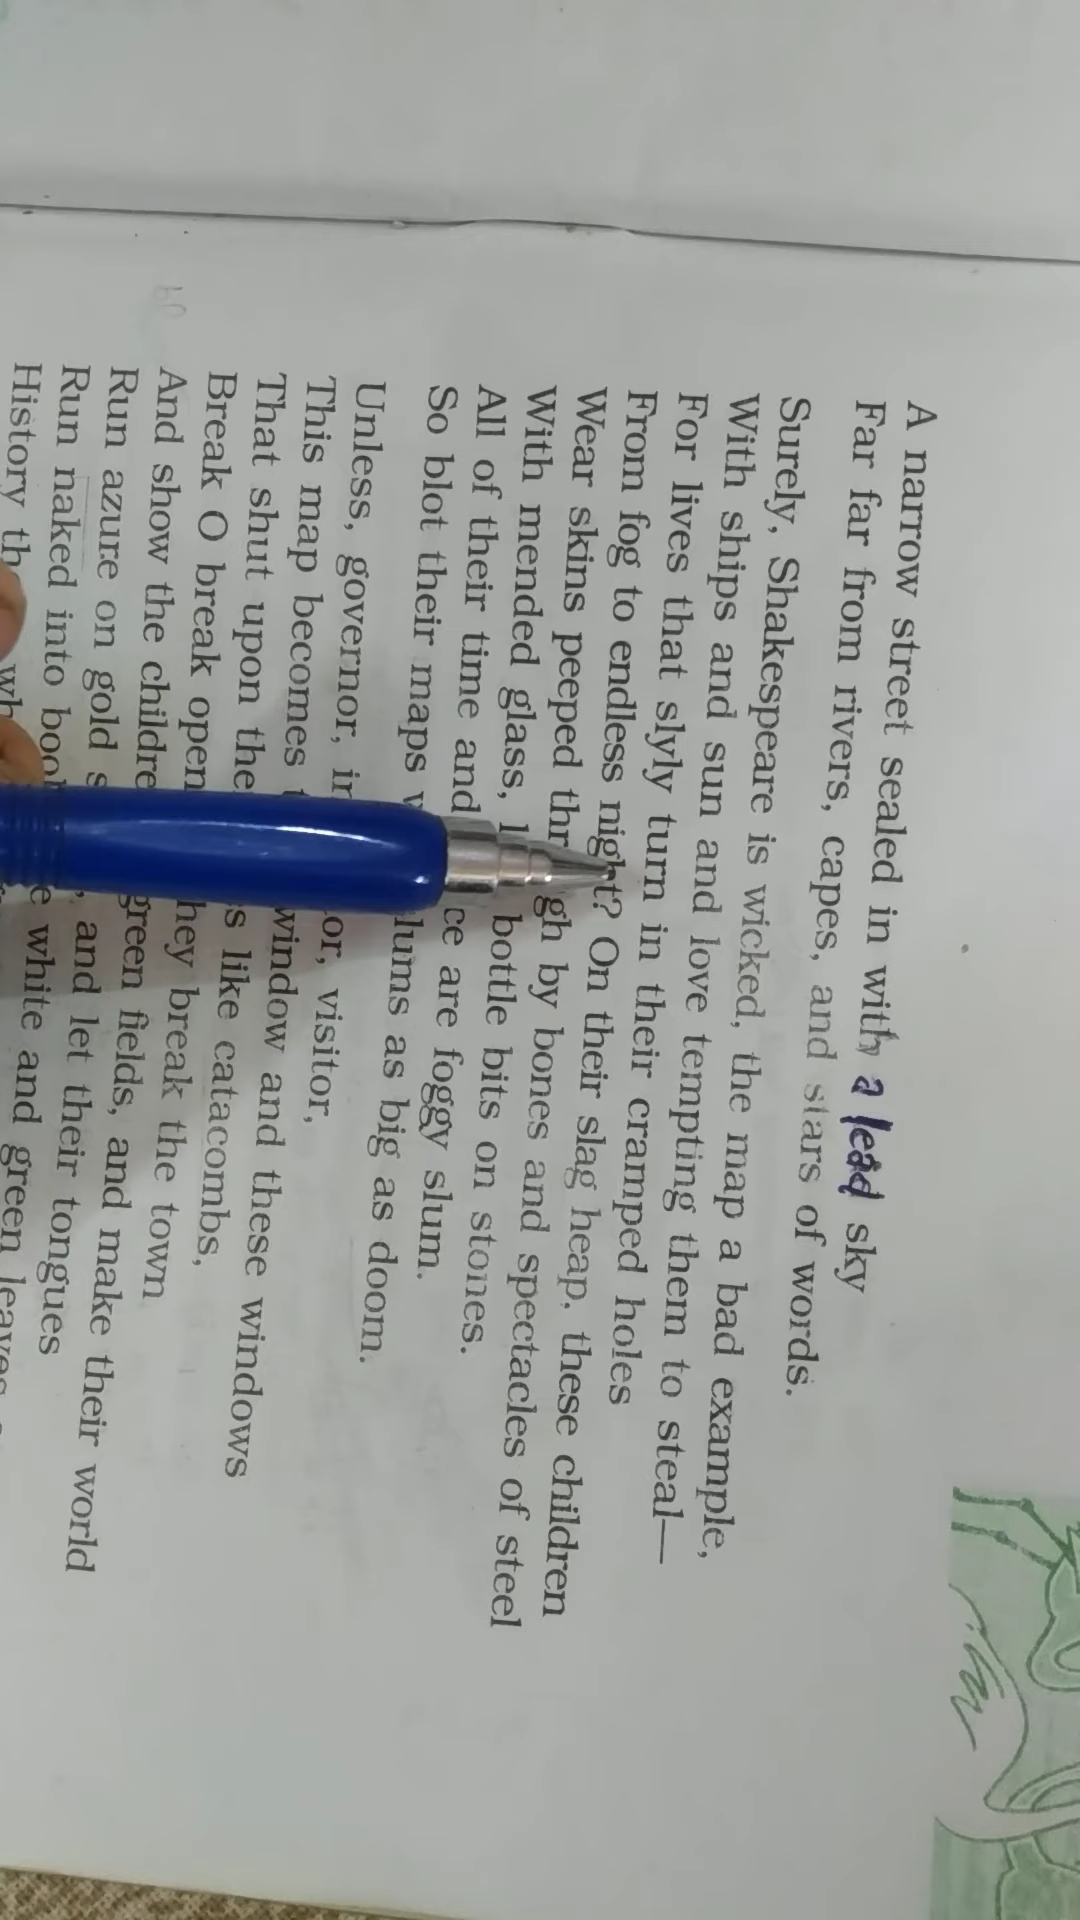 A narrow street sealed in with a lead sky
Far far from rivers, capes, and stars of words.
Surely, Shakespeare is wicked, the map a bad example,
With ships and sun and love tempting them to steal—
For lives that slyly turn in their cramped holes
From fog to endless night? On their slag heap, these children
Wear skins peeped thr gh by bones and spectacles of steel
With mended glass, l bottle bits on stones.
All of their time and ce are foggy slum.
So blot their maps lums as big as doom.
Unless, governor, in or, visitor,
This map becomes window and these windows
That shut upon the s like catacombs,
Break O break open hey break the town
And show the childre green fields, and make their world
Run azure on gold s , and let their tongues
Run naked into boo e white and green leaves
History th wh